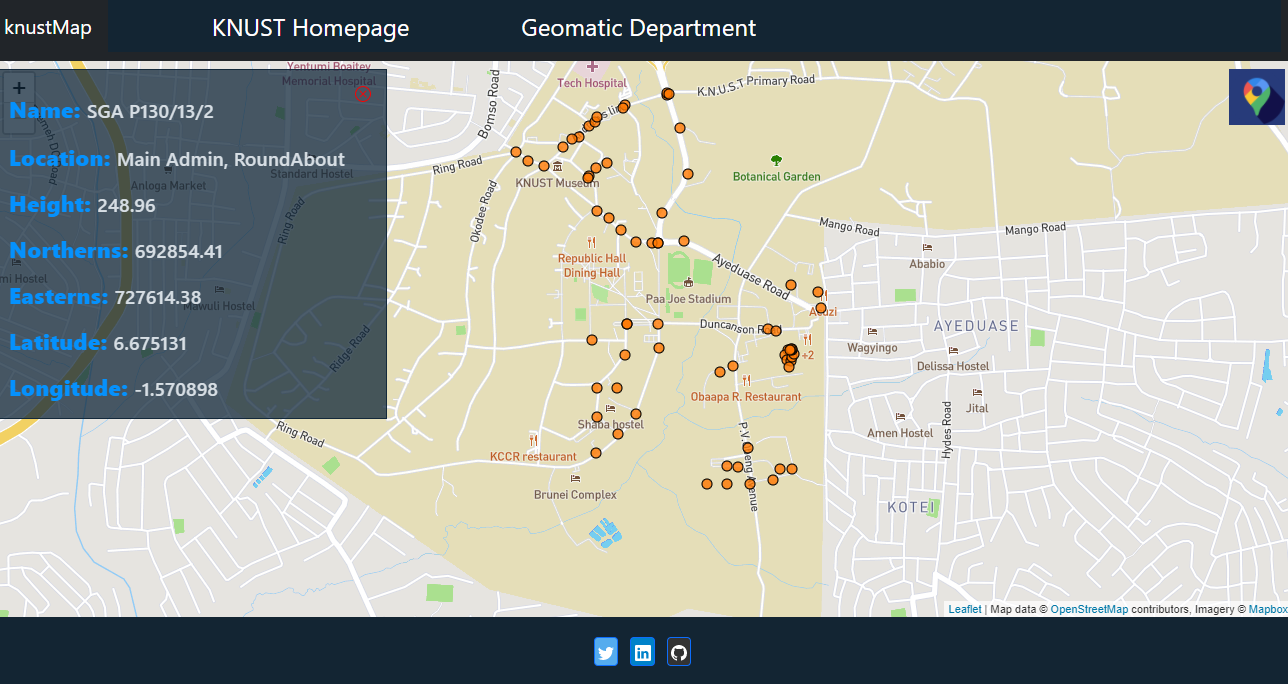 knustMap
KNUST Homepage
Geomatic Department
+
Name: SGA P130/13/2
Location: Main Admin, RoundAbout
Height: 248.96
Northerns: 692854.41
Easterns: 727614.38
Latitude: 6.675131
Longitude: -1.570898
Yentumi Boaitey
Memorial Hospital
Anloga Market
Standard Hostel
Ring Road
Mawuli Hostel
Ridge Road
Ring Road
Bomso Road
Ring Road
Okodee Road
Tech Hospital
K.N.U.S.T Primary Road
KNUST Museum
Botanical Garden
Republic Hall
Dining Hall
Paa Joe Stadium
Ayeduase Road
Mango Road
Mango Road
Ababio
AYEDUASE
Wagyingo
Delissa Hostel
Jital
Amen Hostel
Hydes Road
KOTEI
+2
Obaapa R. Restaurant
Shaba hostel
KCCR restaurant
Brunei Complex
Leaflet | Map data © OpenStreetMap contributors, Imagery © Mapbox